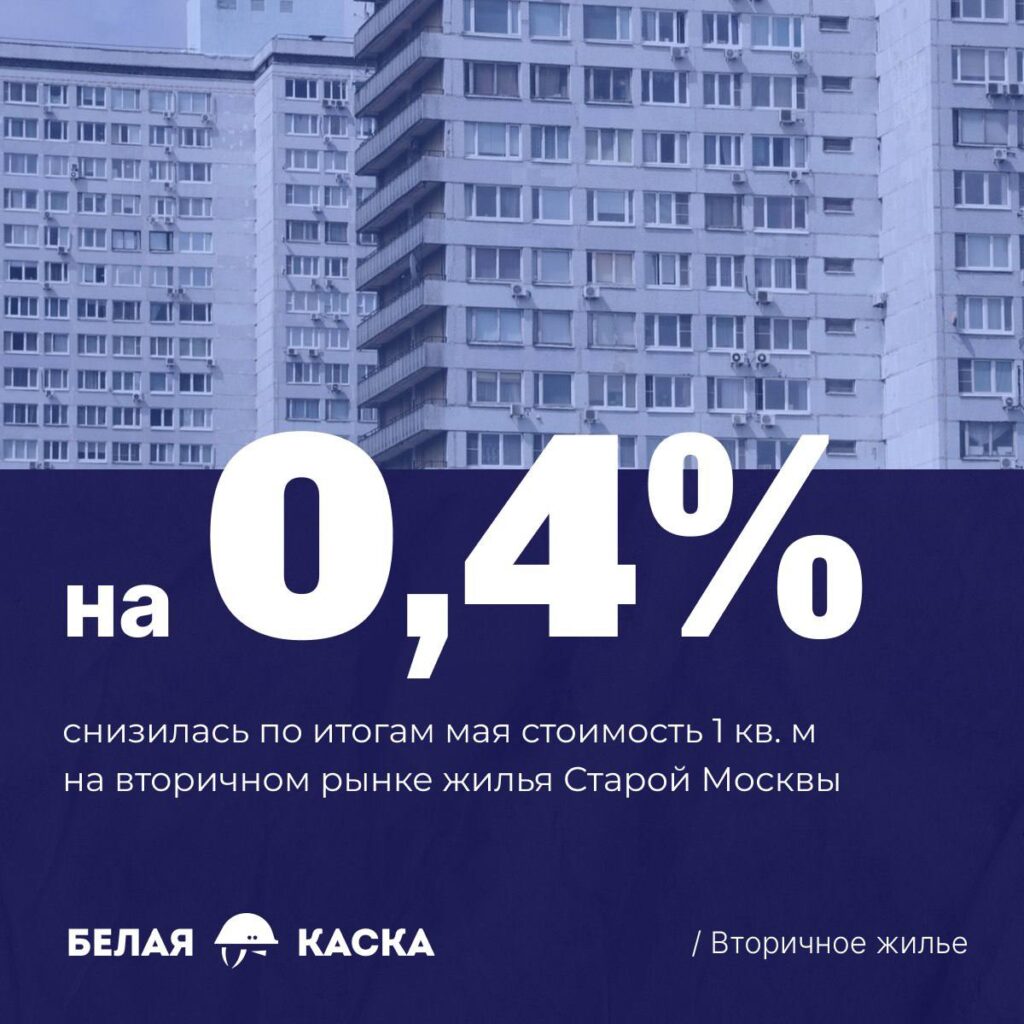 на 0,4%
снизилась по итогам мая стоимость 1 кв. м
на вторичном рынке жилья Старой Москвы
БЕЛАЯ КАСКА
/ Вторичное жилье